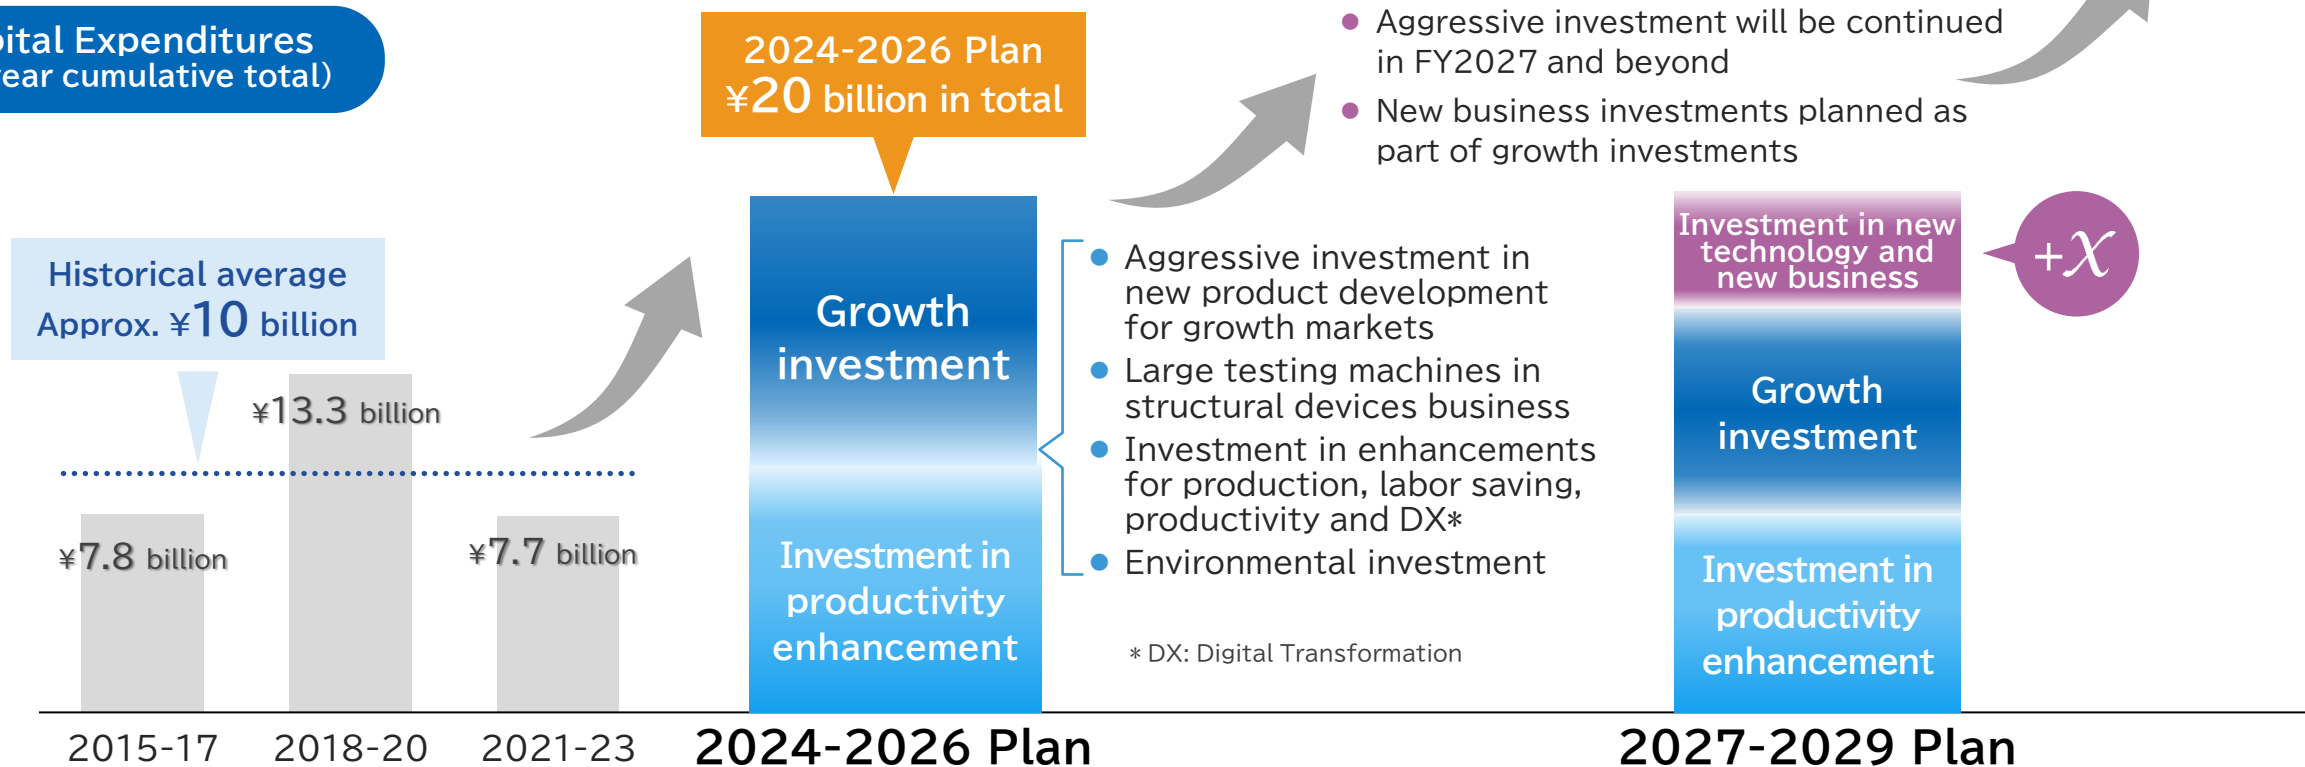 ital Expenditures
ear cumulative total)
2024-2026 Plan
¥20 billion in total
● Aggressive investment will be continued
in FY2027 and beyond
● New business investments planned as
part of growth investments
Historical average
Approx. ¥10 billion
¥7.8 billion
¥13.3 billion
¥7.7 billion
Growth
investment
Investment in
productivity
enhancement
● Aggressive investment in
new product development
for growth markets
● Large testing machines in
structural devices business
● Investment in enhancements
for production, labor saving,
productivity and DX*
● Environmental investment
* DX: Digital Transformation
Investment in new
technology and
new business
+X
Growth
investment
Investment in
productivity
enhancement
2015-17
2018-20
2021-23
2024-2026 Plan
2027-2029 Plan